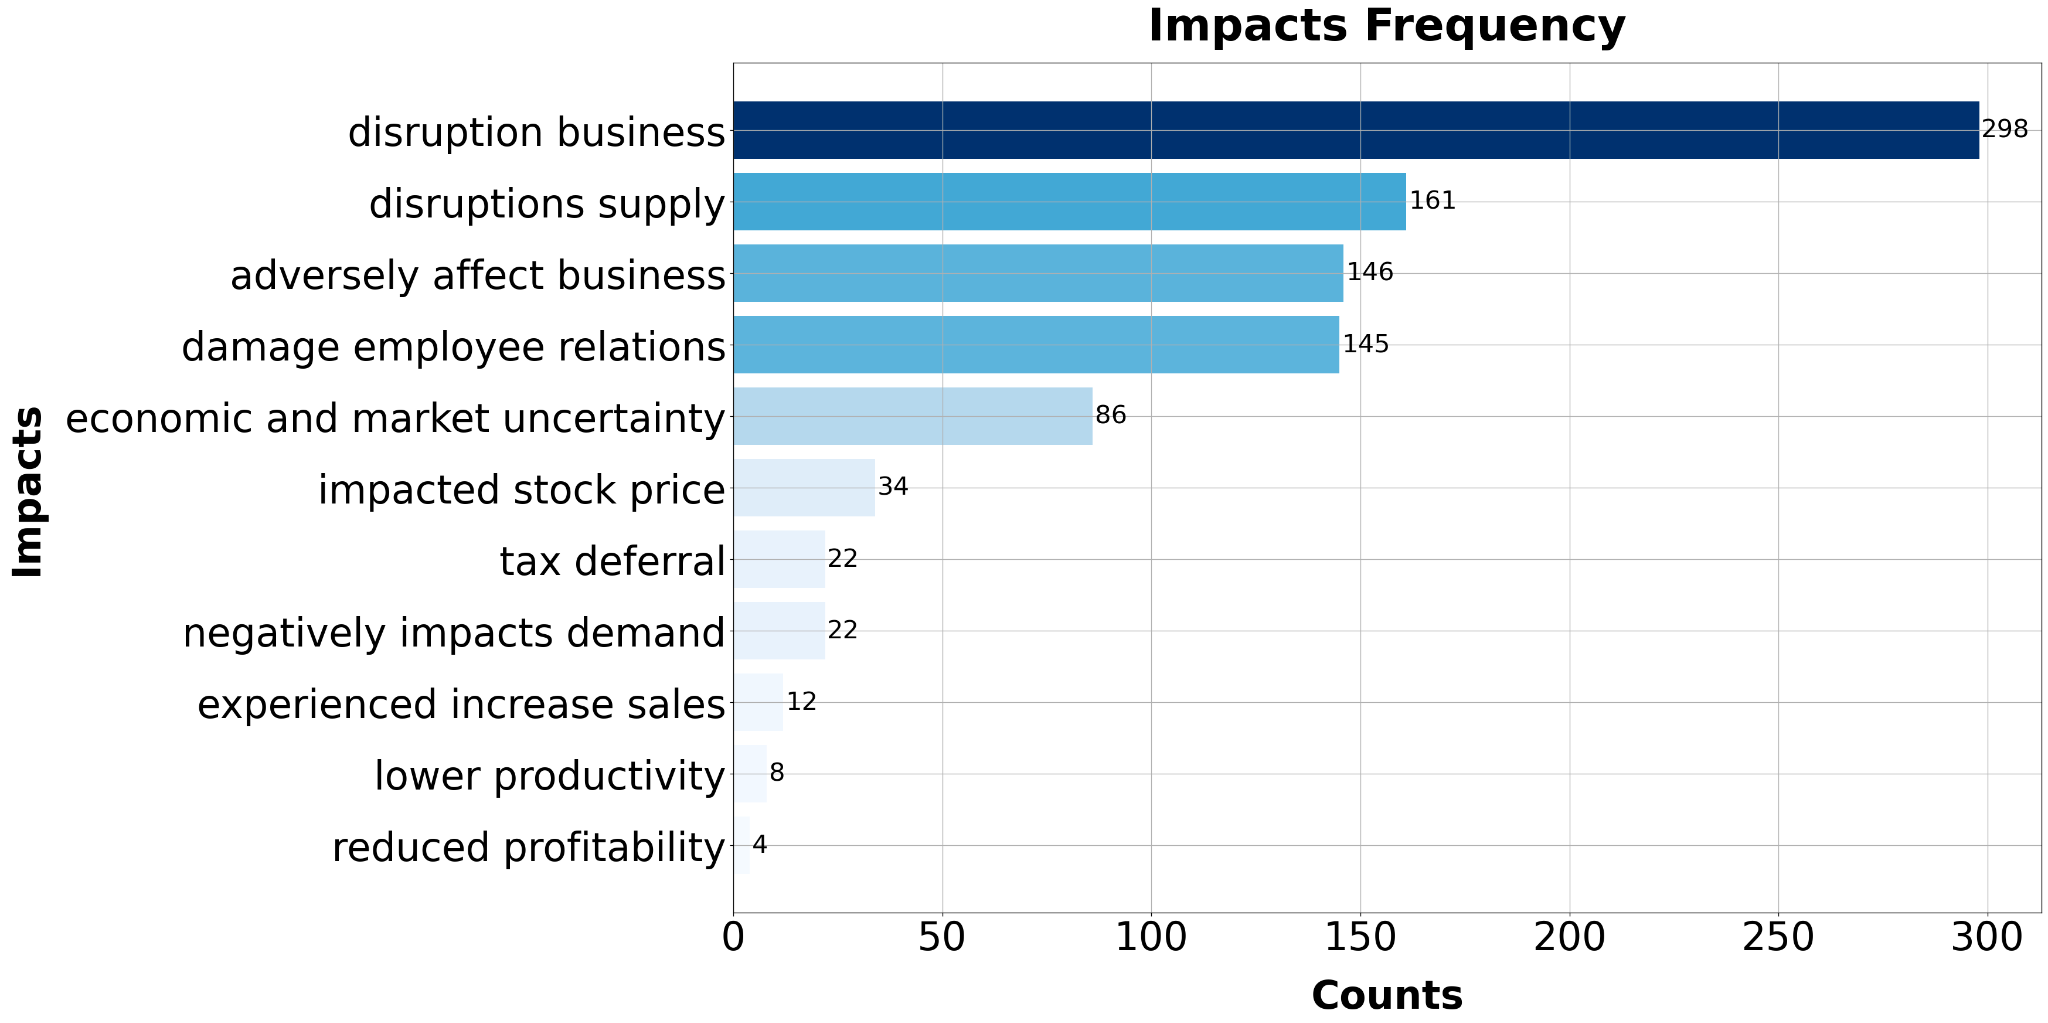 Impacts Frequency
disruption business 298
disruptions supply 161
adversely affect business 146
damage employee relations 145
economic and market uncertainty 86
impacted stock price 34
tax deferral 22
negatively impacts demand 22
experienced increase sales 12
lower productivity 8
reduced profitability 4
Impacts
0 50 100 150 200 250 300
Counts